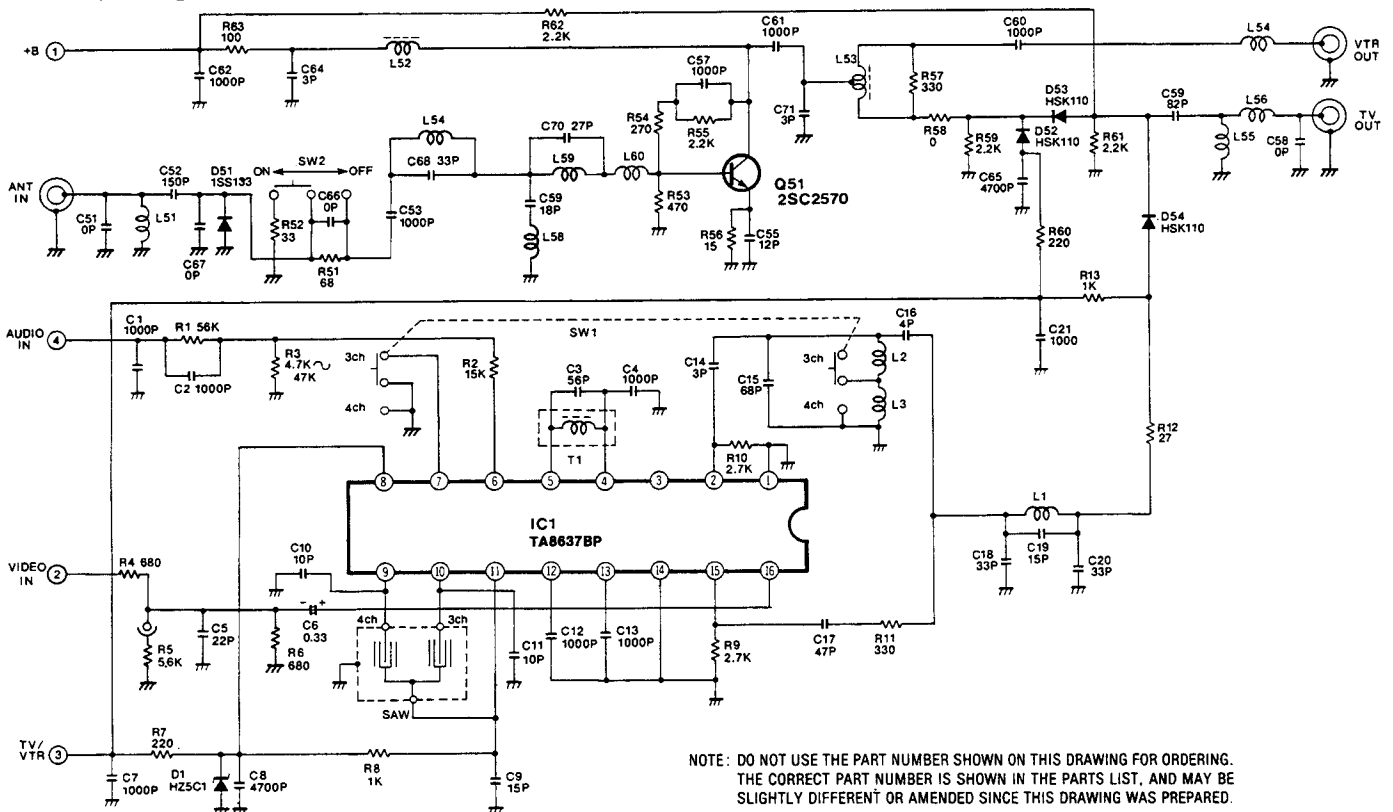 +B
1
R63
100
C62
1000P
C64
3P
L52
R62
2.2K
C61
1000P
C60
1000P
L54
VTR
OUT
L53
C57
1000P
R55
2.2K
C71
3P
R57
330
D53
HSK110
C59
82P
L56
TV
OUT
R58
0
R59
2.2K
D52
HSK110
R61
2.2K
L55
C58
0P
L54
C70 27P
R54
270
C68 33P
L59
L60
Q51
2SC2570
C65
4700P
D54
HSK110
ANT
IN
C52
150P
D51
1SS133
ON
SW2
OFF
C51
0P
L51
R52
33
C66
0P
C53
1000P
C59
18P
R53
470
R56
15
C55
12P
R60
220
C67
0P
R51
68
L58
R13
1K
AUDIO
IN
4
C1
1000P
R1 56K
C2 1000P
R3
4.7K
47K
SW1
3ch
4ch
R2
15K
C3
56P
C4
1000P
T1
C14
3P
C15
68P
3ch
4ch
L2
L3
C16
4P
C21
1000
R10
2.7K
R12
27
8
7
6
5
4
3
2
1
IC1
TA8637BP
L1
C19
15P
C18
33P
C20
33P
VIDEO
IN
2
R4 680
C10
10P
9
10
11
12
13
14
15
16
R5
5.6K
C5
22P
R6
680
C6
0.33
- +
4ch
3ch
C11
10P
C12
1000P
C13
1000P
R9
2.7K
C17
47P
R11
330
SAW
TV/
VTR
3
R7
220
C7
1000P
D1
HZ5C1
C8
4700P
R8
1K
C9
15P
NOTE: DO NOT USE THE PART NUMBER SHOWN ON THIS DRAWING FOR ORDERING.
THE CORRECT PART NUMBER IS SHOWN IN THE PARTS LIST, AND MAY BE
SLIGHTLY DIFFERENT OR AMENDED SINCE THIS DRAWING WAS PREPARED.